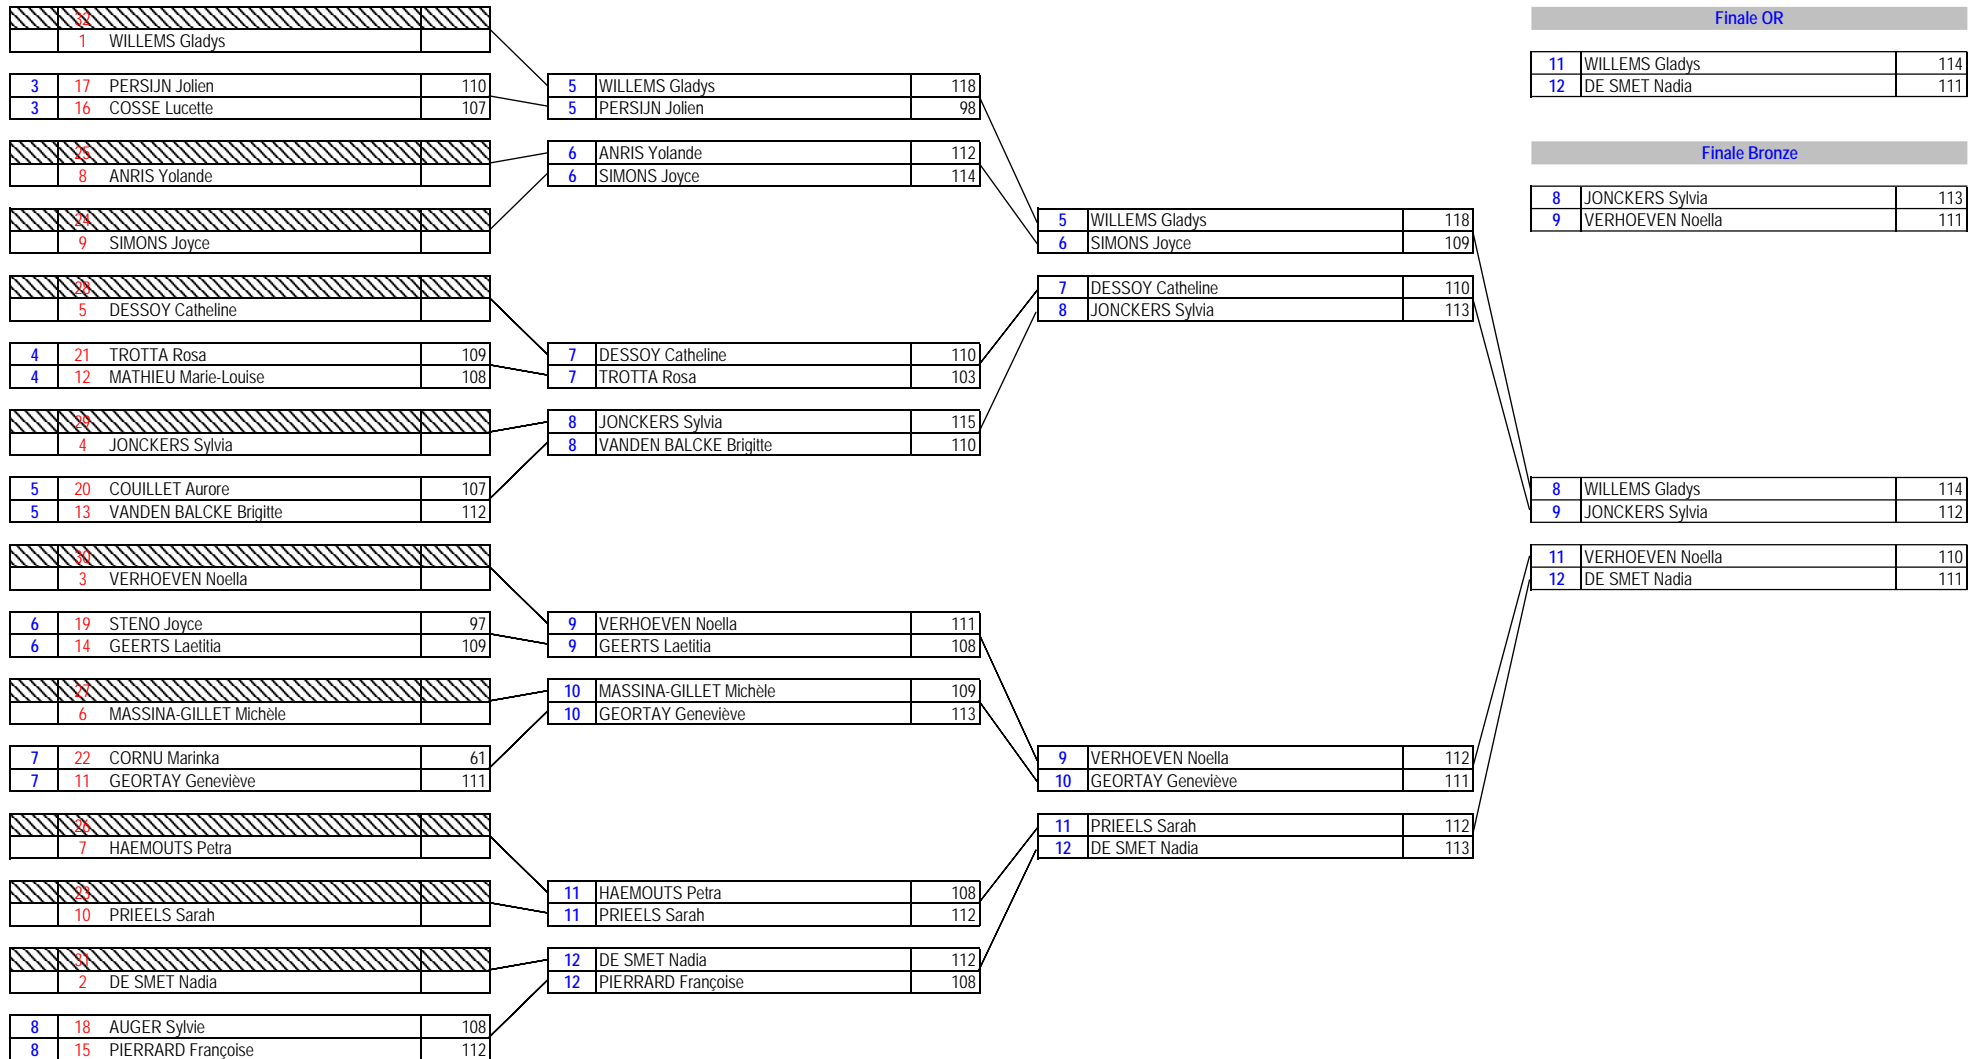 32
1 WILLEMS Gladys
3 17 PERSIJN Jolien 110
3 16 COSSE Lucette 107
25
8 ANRIS Yolande
24
9 SIMONS Joyce
28
5 DESSOY Catheline
4 21 TROTTA Rosa 109
4 12 MATHIEU Marie-Louise 108
29
4 JONCKERS Sylvia
5 20 COUILLET Aurore 107
5 13 VANDEN BALCKE Brigitte 112
30
3 VERHOEVEN Noella
6 19 STENO Joyce 97
6 14 GEERTS Laetitia 109
27
6 MASSINA-GILLET Michèle
7 22 CORNU Marinka 61
7 11 GEORTAY Geneviève 111
26
7 HAEMOUTS Petra
23
10 PRIEELS Sarah
31
2 DE SMET Nadia
8 18 AUGER Sylvie 108
8 15 PIERRARD Françoise 112
5 WILLEMS Gladys 118
5 PERSIJN Jolien 98
6 ANRIS Yolande 112
6 SIMONS Joyce 114
7 DESSOY Catheline 110
7 TROTTA Rosa 103
8 JONCKERS Sylvia 115
8 VANDEN BALCKE Brigitte 110
9 VERHOEVEN Noella 111
9 GEERTS Laetitia 108
10 MASSINA-GILLET Michèle 109
10 GEORTAY Geneviève 113
11 HAEMOUTS Petra 108
11 PRIEELS Sarah 112
12 DE SMET Nadia 112
12 PIERRARD Françoise 108
5 WILLEMS Gladys 118
6 SIMONS Joyce 109
7 DESSOY Catheline 110
8 JONCKERS Sylvia 113
9 VERHOEVEN Noella 112
10 GEORTAY Geneviève 111
11 PRIEELS Sarah 112
12 DE SMET Nadia 113
Finale OR
11 WILLEMS Gladys 114
12 DE SMET Nadia 111
Finale Bronze
8 JONCKERS Sylvia 113
9 VERHOEVEN Noella 111
8 WILLEMS Gladys 114
9 JONCKERS Sylvia 112
11 VERHOEVEN Noella 110
12 DE SMET Nadia 111